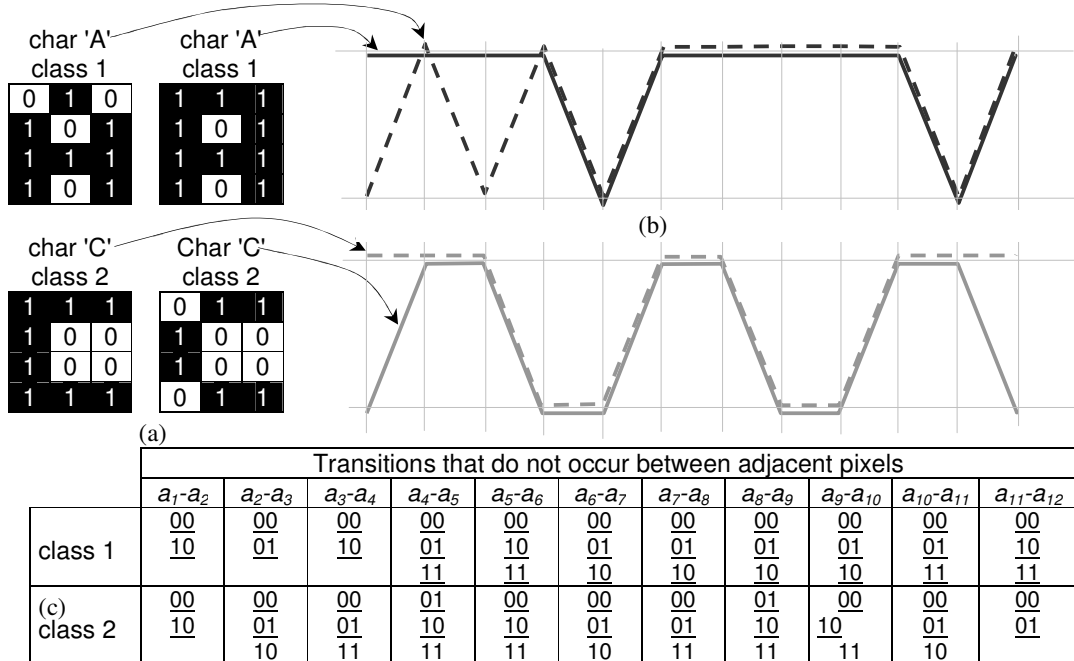 char 'A' char 'A'
class 1 class 1
0 1 0 1 1 1
1 0 1 1 0 1
1 1 1 1 1 1
1 0 1 1 0 1
(b)
char 'C' Char 'C'
class 2 class 2
1 1 1 0 1 1
1 0 0 1 0 0
1 0 0 1 0 0
1 1 1 0 1 1
(a)
Transitions that do not occur between adjacent pixels
a1-a2 a2-a3 a3-a4 a4-a5 a5-a6 a6-a7 a7-a8 a8-a9 a9-a10 a10-a11 a11-a12
00 00 00 00 00 00 00 00 00 00 00
class 1 10 01 10 01 10 01 01 01 01 01 10
11 11 10 10 10 10 11 11
(c) 00 00 00 01 00 00 00 01 00 00 00
class 2 10 01 01 10 10 01 01 10 10 01 01
10 11 11 11 10 11 11 11 10